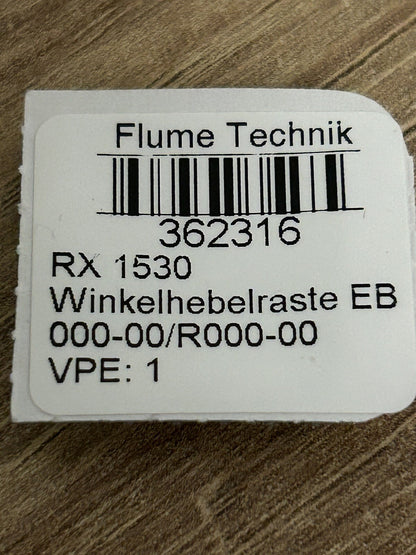 Flume Technik
362316
RX 1530
Winkelhebelraste EB
000-00/R000-00
VPE: 1